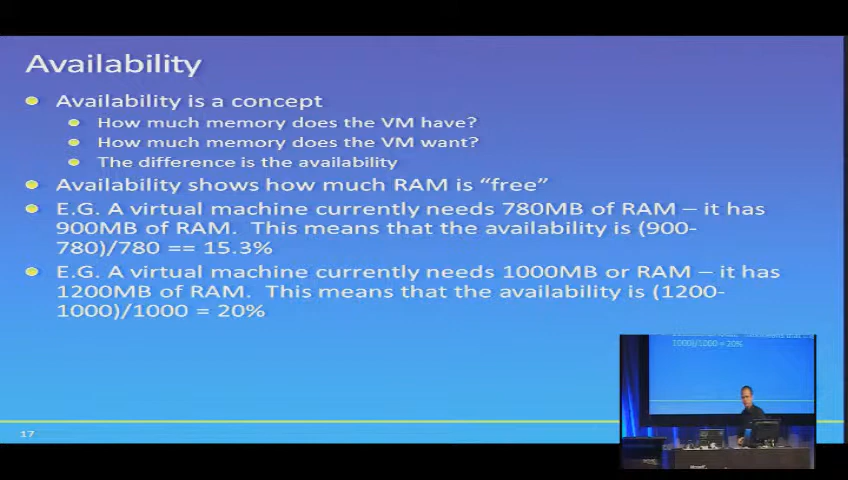 Availability
Availability is a concept
How much memory does the VM have?
How much memory does the VM want?
The difference is the availability
Availability shows how much RAM is “free”
E.G. A virtual machine currently needs 780MB of RAM – it has
900MB of RAM.  This means that the availability is (900-
780)/780 == 15.3%
E.G. A virtual machine currently needs 1000MB or RAM – it has
1200MB of RAM.  This means that the availability is (1200-
1000)/1000 = 20%
1000)/1000 = 20%
17